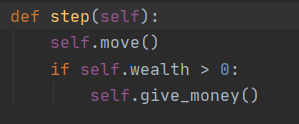 def step(self):
    self.move()
    if self.wealth > 0:
        self.give_money()